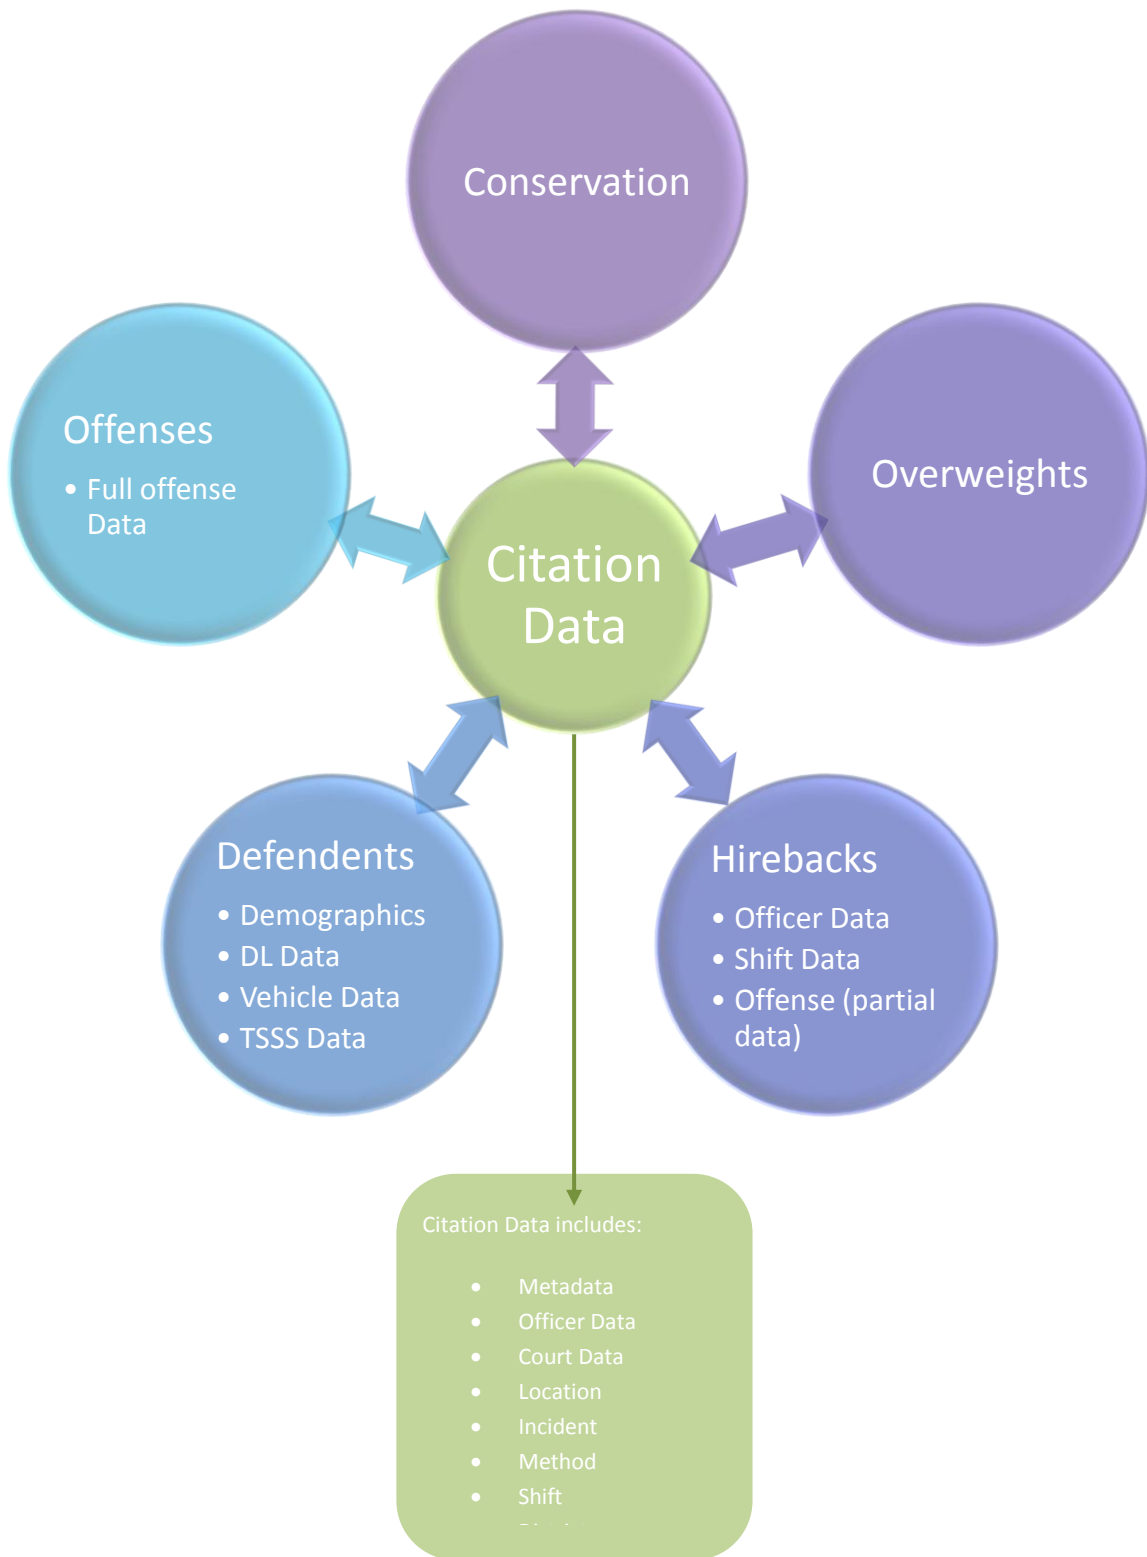 Conservation
Offenses
• Full offense
Data
Overweights
Citation
Data
Defendents
• Demographics
• DL Data
• Vehicle Data
• TSSS Data
Hirebacks
• Officer Data
• Shift Data
• Offense (partial
data)
Citation Data includes:
• Metadata
• Officer Data
• Court Data
• Location
• Incident
• Method
• Shift